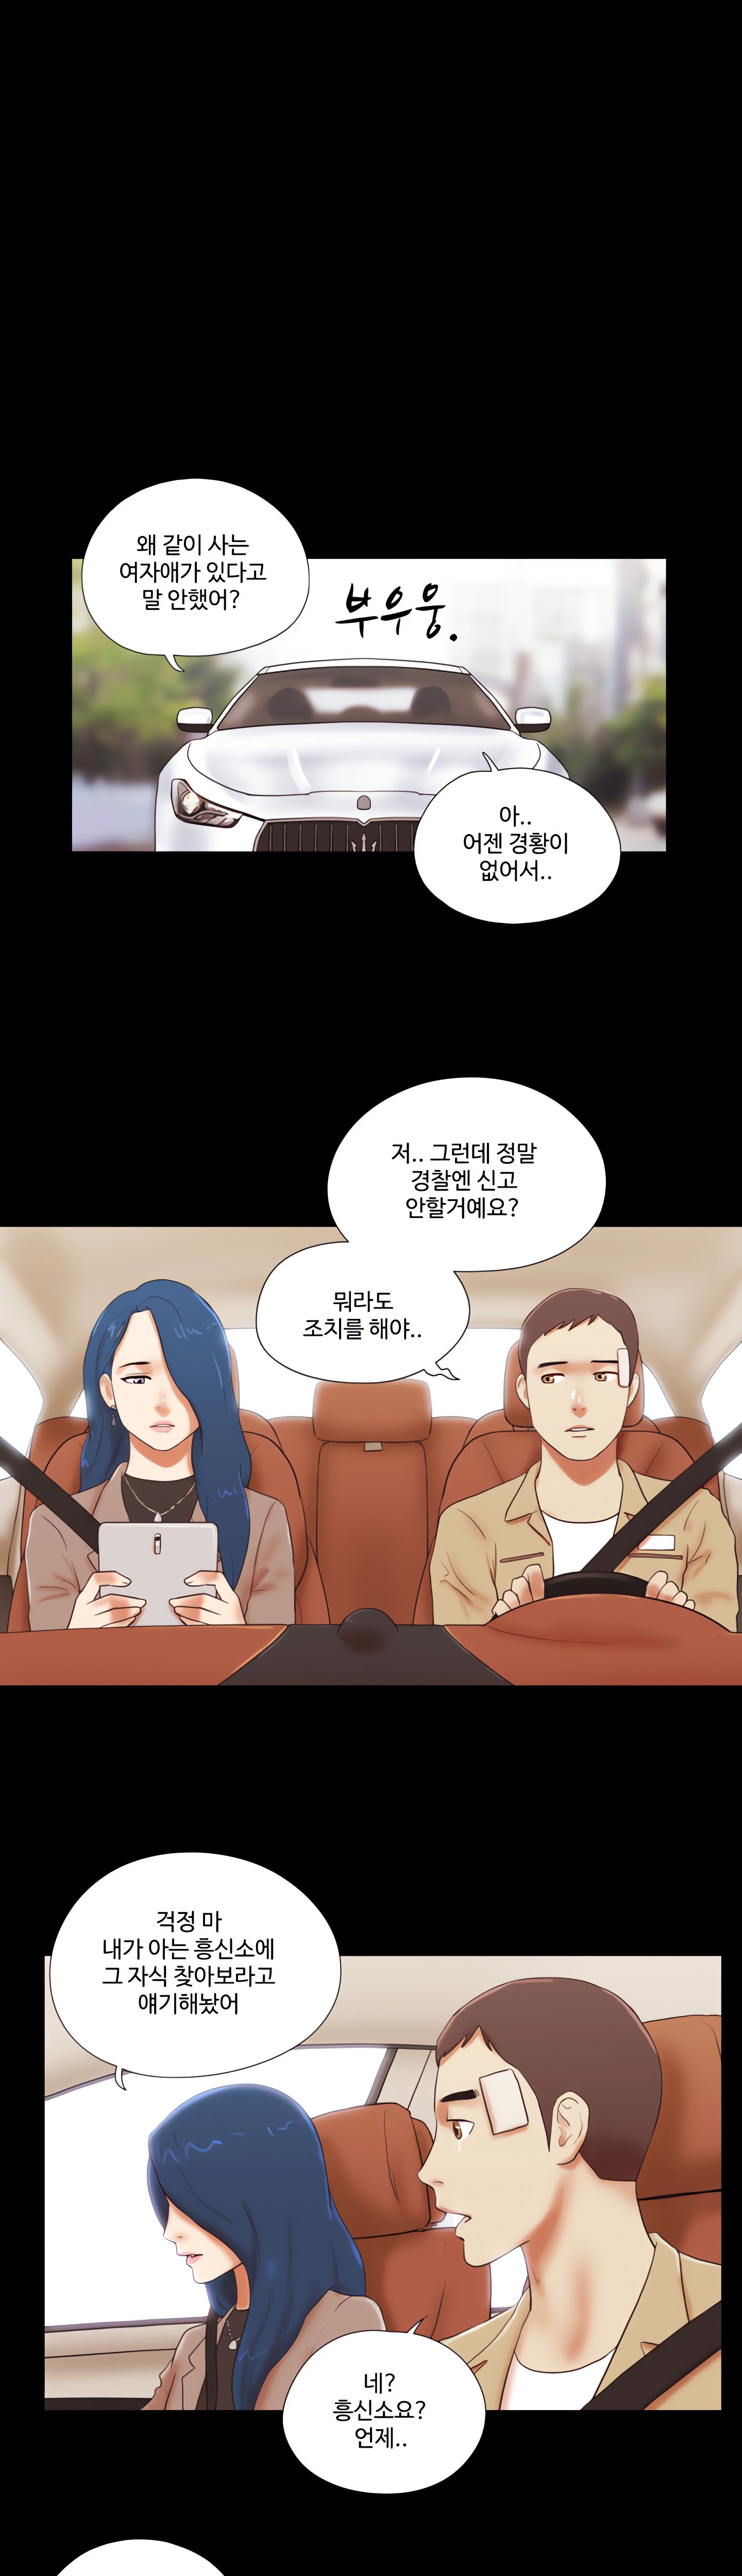 왜 같이 사는
여자애가 있다고
말 안했어?
부우웅.
아..
어젠 경황이
없어서..
저.. 그런데 정말
경찰엔 신고
안할거예요?
뭐라도
조치를 해야..
걱정 마
내가 아는 흥신소에
그 자식 찾아보라고
얘기해놨어
네?
흥신소요?
언제..